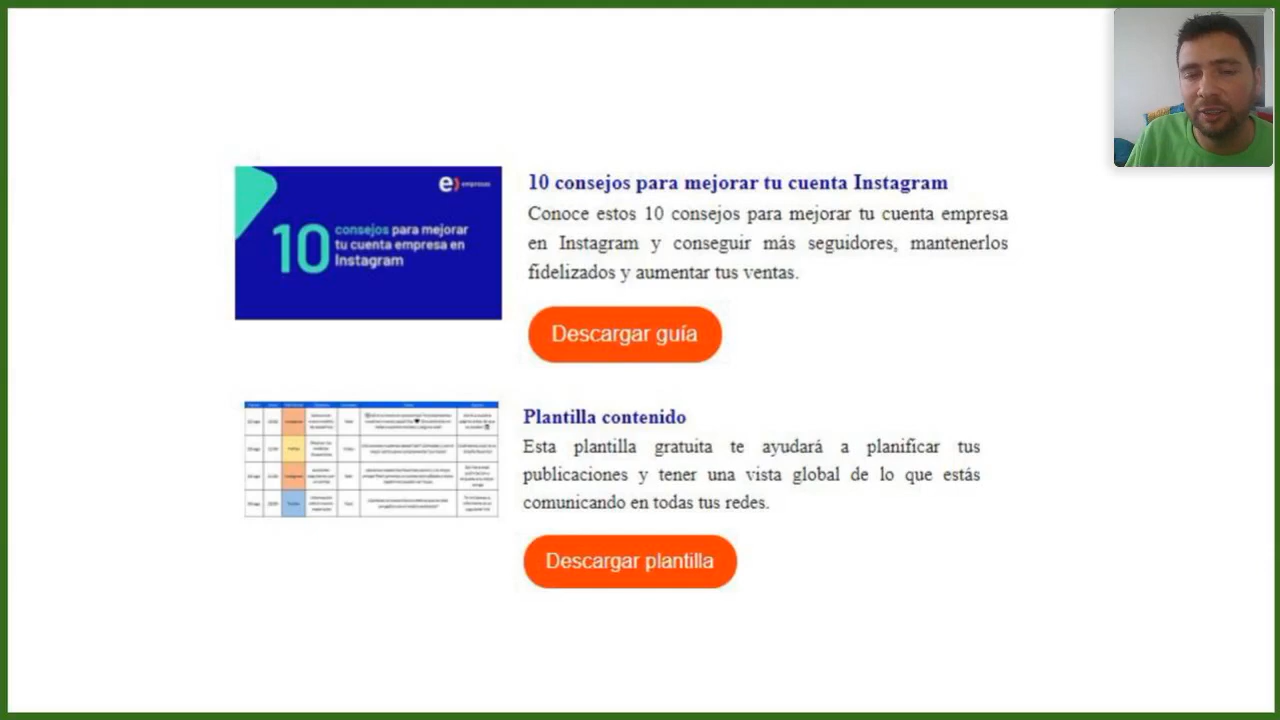 e) empresas
10 consejos para mejorar
tu cuenta empresa en
Instagram
10 consejos para mejorar tu cuenta Instagram
Conoce estos 10 consejos para mejorar tu cuenta empresa
en Instagram y conseguir más seguidores, mantenerlos
fidelizados y aumentar tus ventas.
Descargar guía
Plantilla contenido
Esta plantilla gratuita te ayudará a planificar tus
publicaciones y tener una vista global de lo que estás
comunicando en todas tus redes.
Descargar plantilla